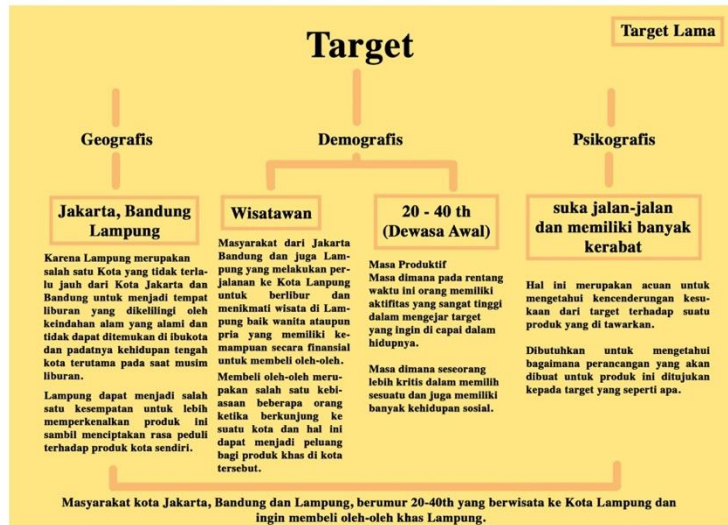 Target
Target Lama
Geografis
Demografis
Psikografis
Jakarta, Bandung
Lampung
Wisatawan
20 - 40 th
(Dewasa Awal)
suka jalan-jalan
dan memiliki banyak
kerabat
Karena Lampung merupakan
salah satu Kota yang tidak terla-
lu jauh dari Kota Jakarta dan
Bandung untuk menjadi tempat
liburan yang dikelilingi oleh
keindahan alam yang alami dan
tidak dapat ditemukan di ibukota
dan padatnya kehidupan tengah
kota terutama pada saat musim
liburan.
Lampung dapat menjadi salah
satu kesempatan untuk lebih
memperkenalkan produk ini
sambil menciptakan rasa peduli
terhadap produk kota sendiri.
Masyarakat dari Jakarta
Bandung dan juga Lam-
pung yang melakukan per-
jalanan ke Kota Lanpung
untuk berlibur dan
menikmati wisata di Lam-
pung baik wanita ataupun
pria yang memiliki ke-
mampuan secara finansial
untuk membeli oleh-oleh.
Membeli oleh-oleh meru-
pakan salah satu kebi-
asaan beberapa orang
ketika berkunjung ke
suatu kota dan hal ini
dapat menjadi peluang
bagi produk khas di kota
tersebut.
Masa Produktif
Masa dimana pada rentang
waktu ini orang memiliki
aktifitas yang sangat tinggi
dalam mengejar target
yang ingin di capai dalam
hidupnya.
Masa dimana seseorang
lebih kritis dalam memilih
sesuatu dan juga memiliki
banyak kehidupan sosial.
Hal ini merupakan acuan untuk
mengetahui kencenderungan kesu-
kaan dari target terhadap suatu
produk yang di tawarkan.
Dibutuhkan untuk mengetahui
bagaimana perancangan yang akan
dibuat untuk produk ini ditujukan
kepada target yang seperti apa.
Masyarakat kota Jakarta, Bandung dan Lampung, berumur 20-40th yang berwisata ke Kota Lampung dan
ingin membeli oleh-oleh khas Lampung.